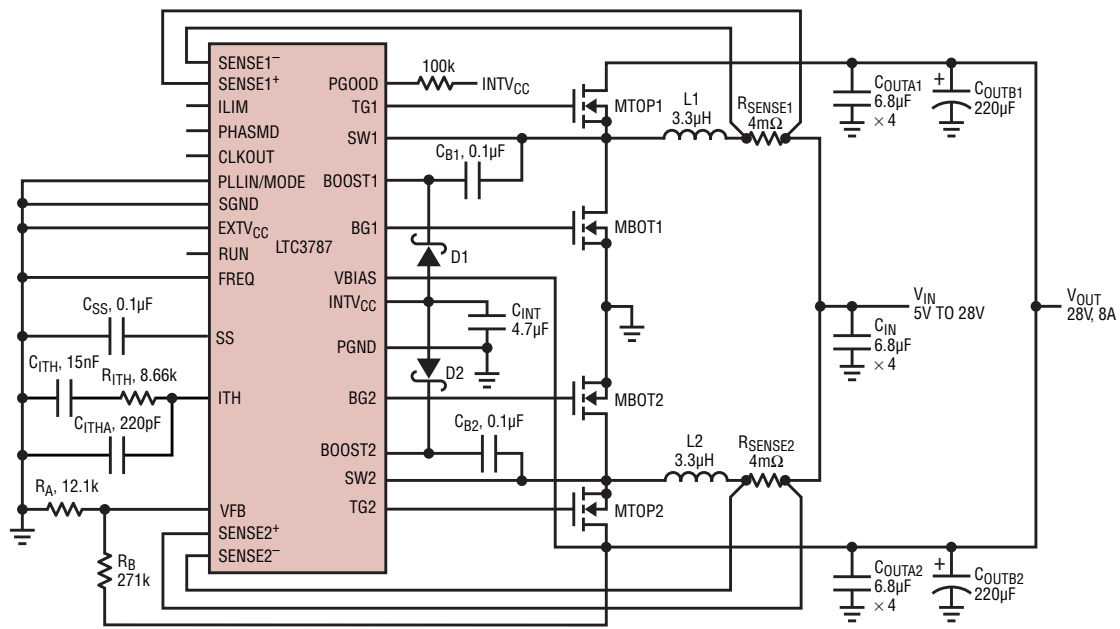 SENSE1–
SENSE1+
ILIM
PHASMD
CLKOUT
PLLIN/MODE
SGND
EXTVCC
RUN
FREQ
SS
ITH
VFB
SENSE2+
SENSE2–
LTC3787
PGOOD
TG1
SW1
BOOST1
BG1
VBIAS
INTVCC
PGND
BG2
BOOST2
SW2
TG2
CSS, 0.1µF
CITH, 15nF
RITH, 8.66k
CITHA, 220pF
RA, 12.1k
RB
271k
100k
INTVCC
CB1, 0.1µF
D1
CINT
4.7µF
D2
CB2, 0.1µF
MTOP1
MBOT1
MBOT2
MTOP2
L1
3.3µH
RSENSE1
4mΩ
L2
3.3µH
RSENSE2
4mΩ
COUTA1
6.8µF
× 4
+
COUTB1
220µF
VIN
5V TO 28V
CIN
6.8µF
× 4
VOUT
28V, 8A
COUTA2
6.8µF
× 4
+
COUTB2
220µF